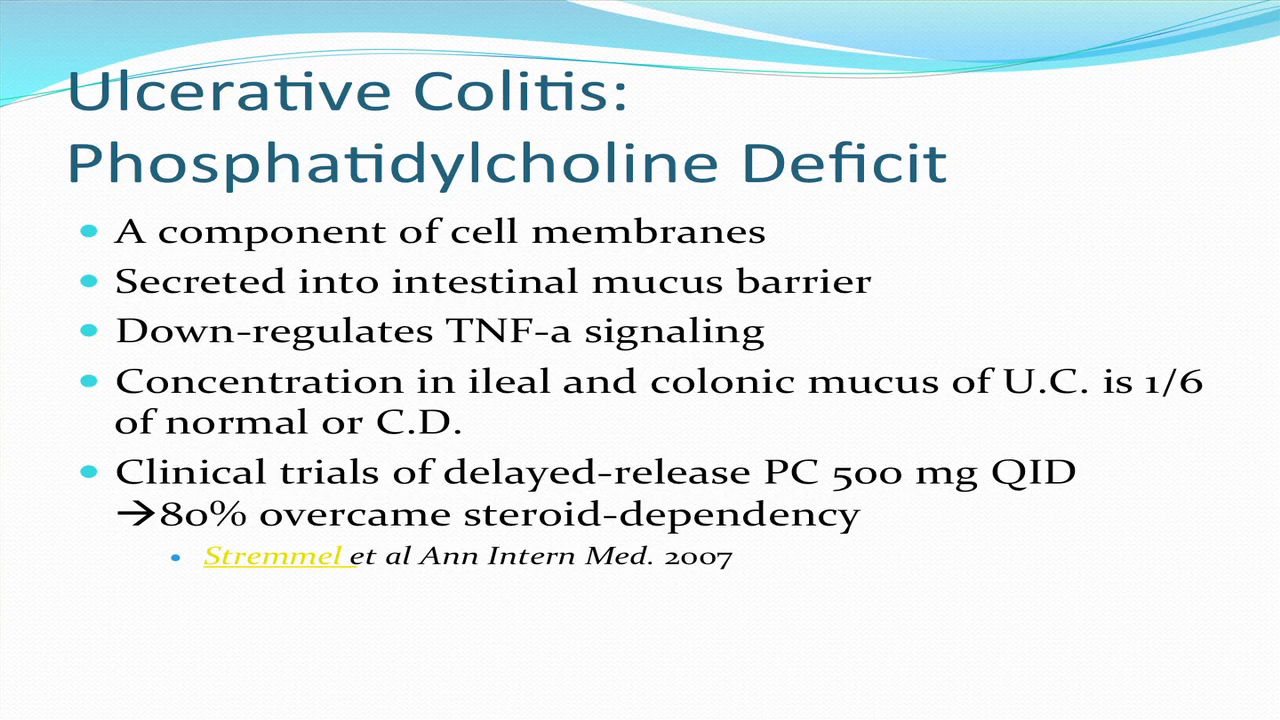 Ulcerative Colitis:
Phosphatidylcholine Deficit
• A component of cell membranes
• Secreted into intestinal mucus barrier
• Down-regulates TNF-a signaling
• Concentration in ileal and colonic mucus of U.C. is 1/6
of normal or C.D.
• Clinical trials of delayed-release PC 500 mg QID
→80% overcame steroid-dependency
• Stremmel et al Ann Intern Med. 2007